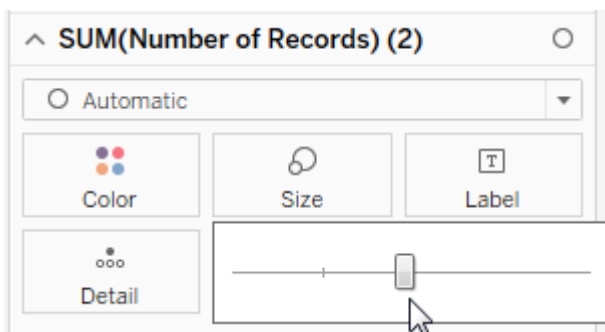 SUM(Number of Records) (2)
Automatic
Color
Size
T
Label
Detail